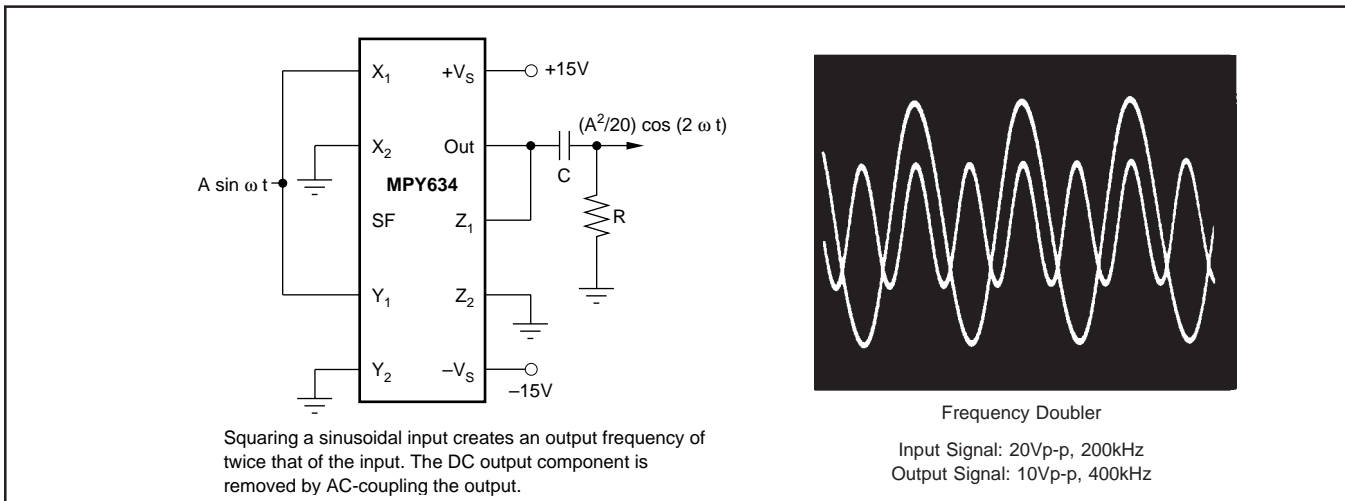 X₁
+V_S
+15V
(A²/20) cos (2 ω t)
X₂
Out
C
A sin ω t
MPY634
SF
Z₁
R
Y₁
Z₂
Y₂
–V_S
–15V
Squaring a sinusoidal input creates an output frequency of
twice that of the input. The DC output component is
removed by AC-coupling the output.
Frequency Doubler
Input Signal: 20Vp-p, 200kHz
Output Signal: 10Vp-p, 400kHz